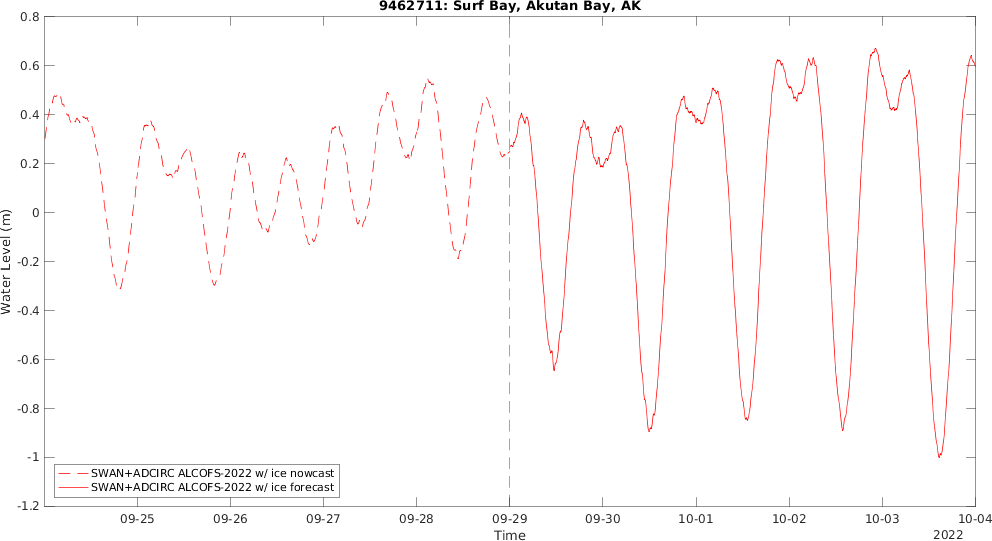 9462711: Surf Bay, Akutan Bay, AK
Water Level (m)
0.8
0.6
0.4
0.2
0
-0.2
-0.4
-0.6
-0.8
-1
-1.2
SWAN+ADCIRC ALCOFS-2022 w/ ice nowcast
SWAN+ADCIRC ALCOFS-2022 w/ ice forecast
09-25 09-26 09-27 09-28 09-29 09-30 10-01 10-02 10-03 10-04
Time
2022